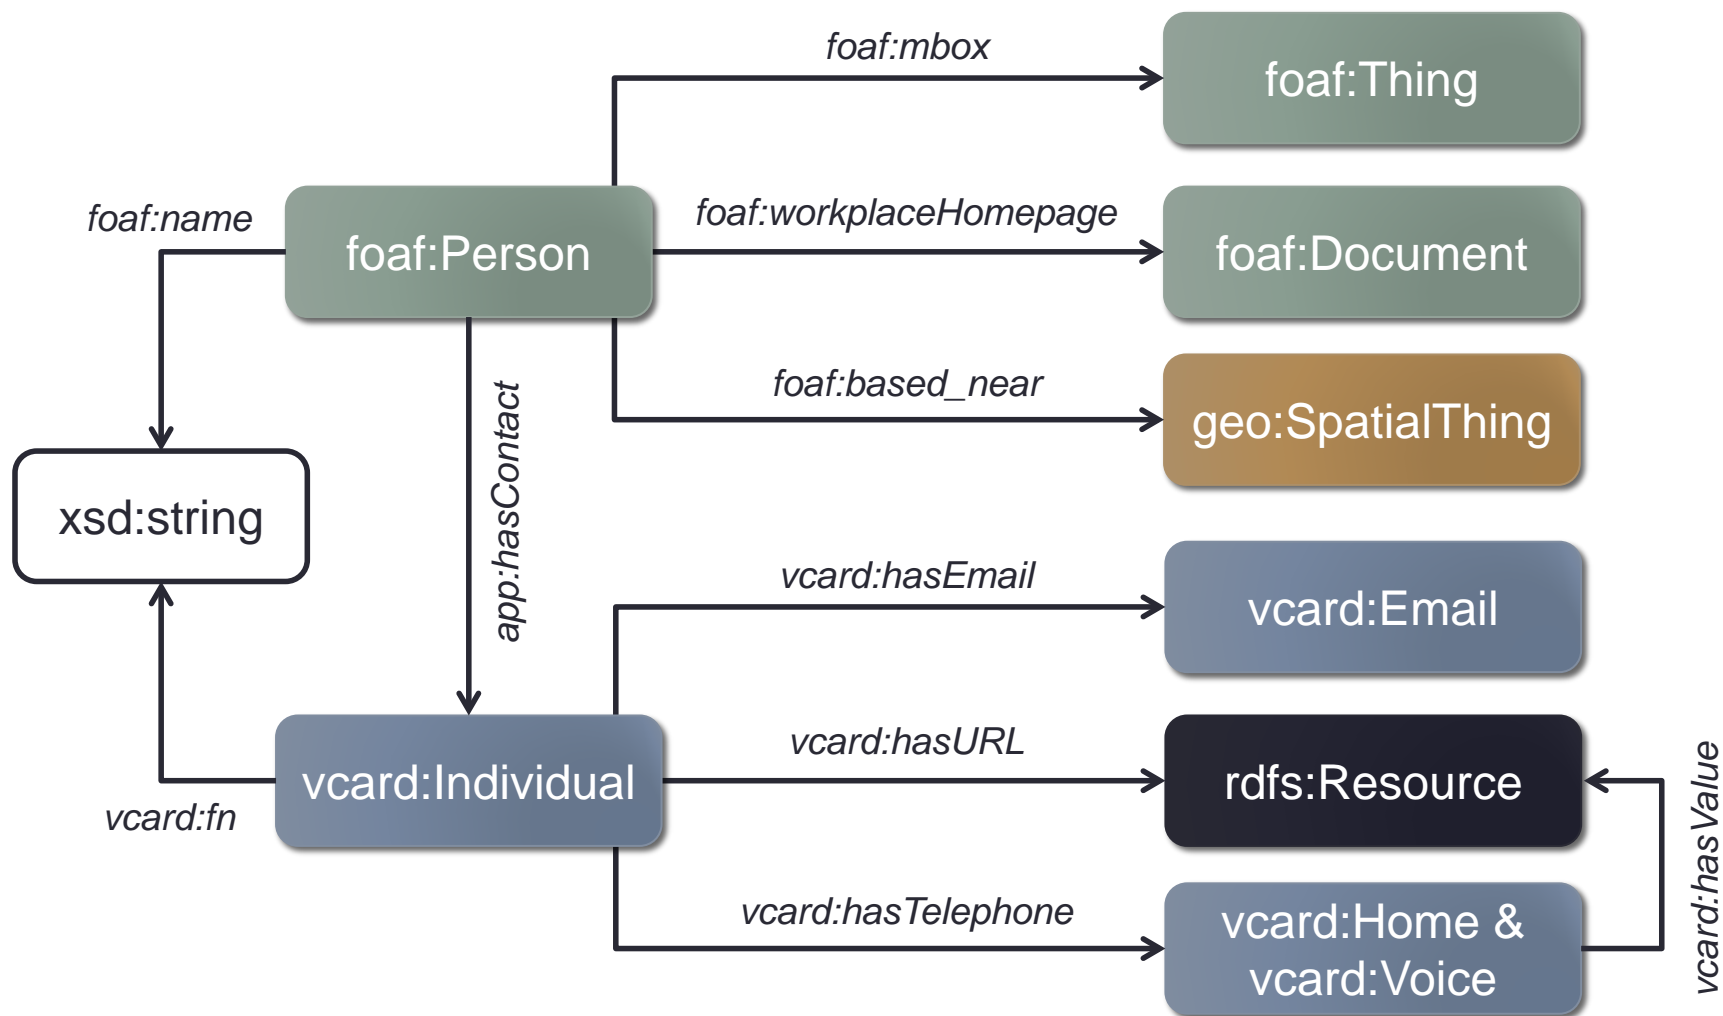 foaf:mbox
foaf:Thing
foaf:name
foaf:Person
foaf:workplaceHomepage
foaf:Document
foaf:based_near
geo:SpatialThing
app:hasContact
xsd:string
vcard:hasEmail
vcard:Email
vcard:Individual
vcard:hasURL
rdfs:Resource
vcard:hasValue
vcard:fn
vcard:hasTelephone
vcard:Home &
vcard:Voice